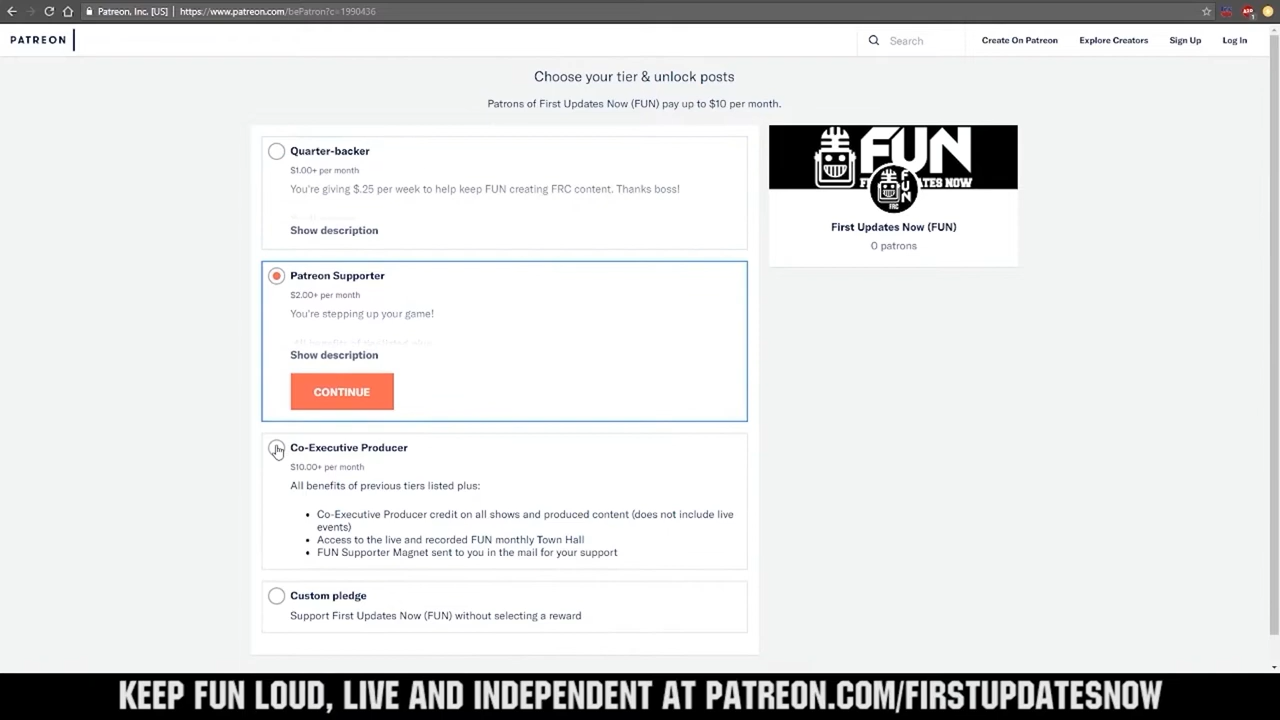 Patreon, Inc. [US] | https://www.patreon.com/bePatron?c=1990436
PATREON
Search
Create On Patreon
Explore Creators
Sign Up
Log In
Choose your tier & unlock posts
Patrons of First Updates Now (FUN) pay up to $10 per month.
Quarter-backer
$1.00+ per month
You're giving $.25 per week to help keep FUN creating FRC content. Thanks boss!
Show description
FUN
FIRST UPDATES NOW
FUN
FRC
First Updates Now (FUN)
0 patrons
Patreon Supporter
$2.00+ per month
You're stepping up your game!
Show description
CONTINUE
Co-Executive Producer
$10.00+ per month
All benefits of previous tiers listed plus:
• Co-Executive Producer credit on all shows and produced content (does not include live
events)
• Access to the live and recorded FUN monthly Town Hall
• FUN Supporter Magnet sent to you in the mail for your support
Custom pledge
Support First Updates Now (FUN) without selecting a reward
KEEP FUN LOUD, LIVE AND INDEPENDENT AT PATREON.COM/FIRSTUPDATESNOW